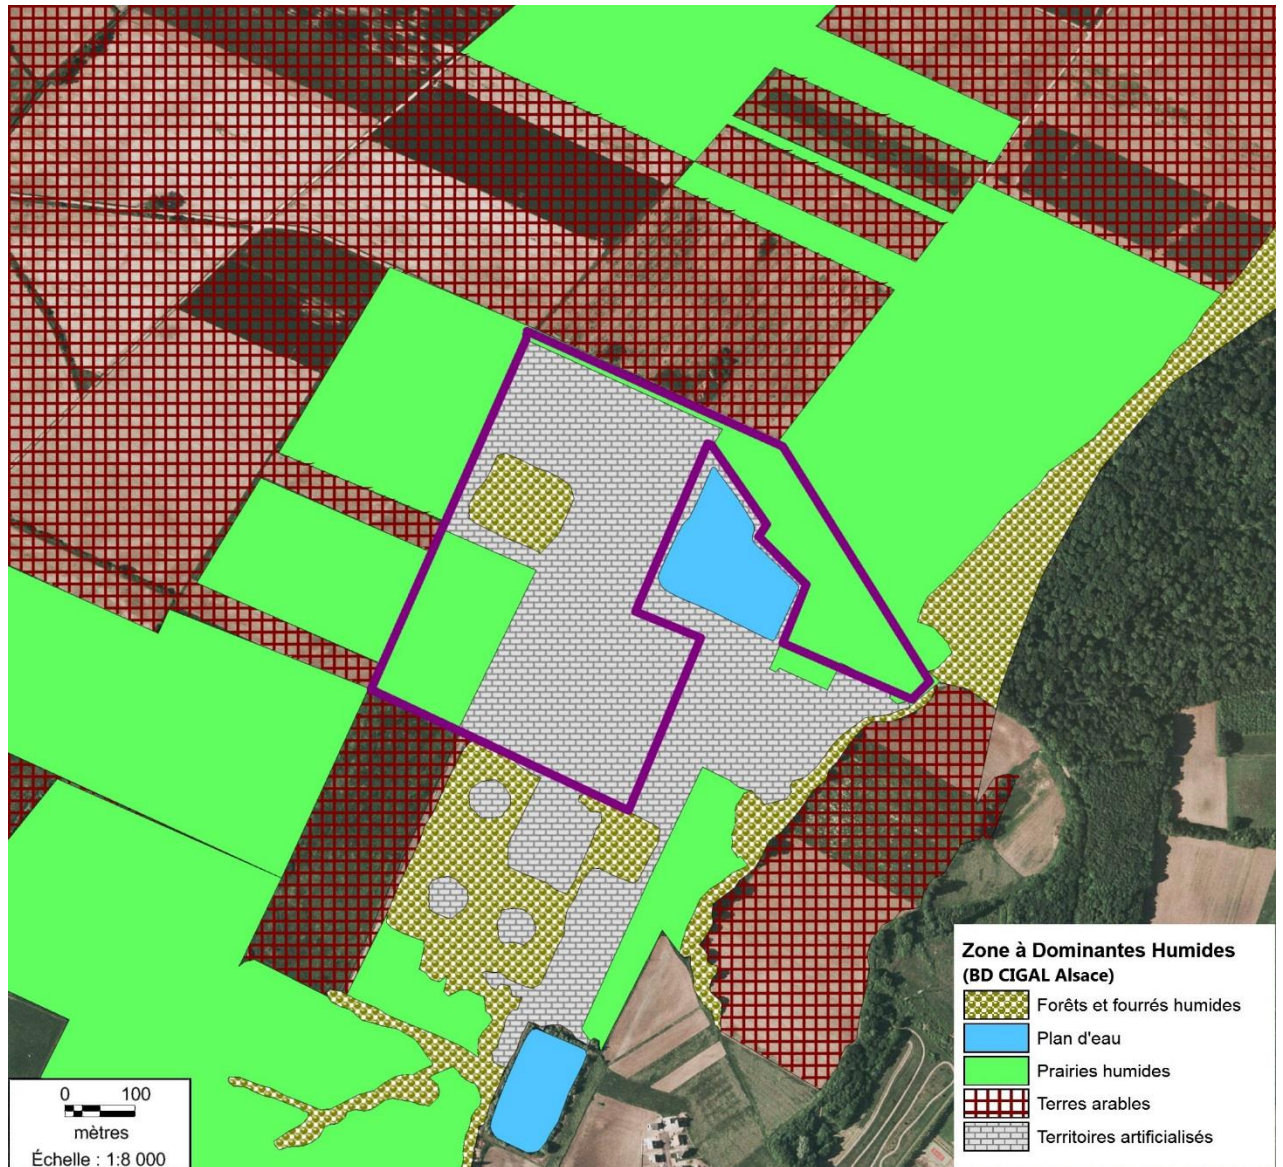 Zone à Dominantes Humides
(BD CIGAL Alsace)
Forêts et fourrés humides
Plan d'eau
Prairies humides
Terres arables
Territoires artificialisés
0 100
mètres
Échelle : 1:8 000